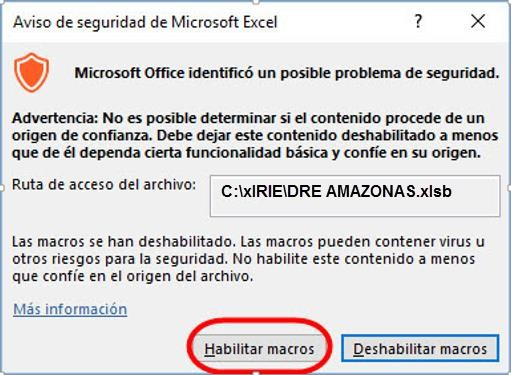 Aviso de seguridad de Microsoft Excel ? ×
Microsoft Office identificó un posible problema de seguridad.
Advertencia: No es posible determinar si el contenido procede de un
origen de confianza. Debe dejar este contenido deshabilitado a menos
que de él dependa cierta funcionalidad básica y confíe en su origen.
Ruta de acceso del archivo: C:\xIRIE\DRE AMAZONAS.xlsb
Las macros se han deshabilitado. Las macros pueden contener virus u
otros riesgos para la seguridad. No habilite este contenido a menos
que confíe en el origen del archivo.
Más información
Habilitar macros Deshabilitar macros